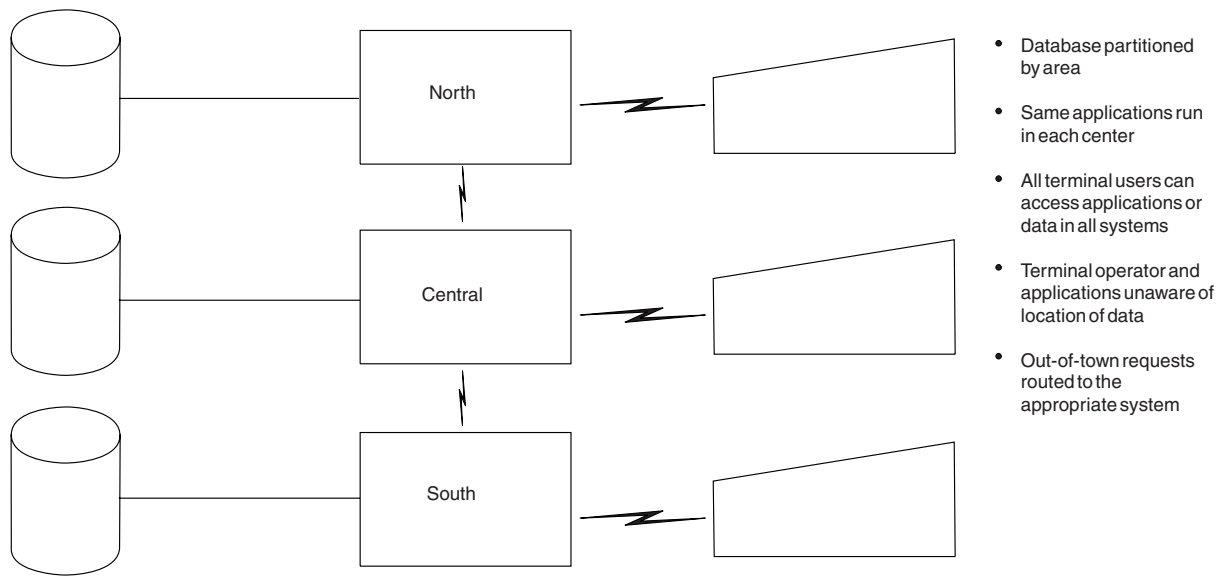 North
Central
South
• Database partitioned
by area
• Same applications run
in each center
• All terminal users can
access applications or
data in all systems
• Terminal operator and
applications unaware of
location of data
• Out-of-town requests
routed to the
appropriate system